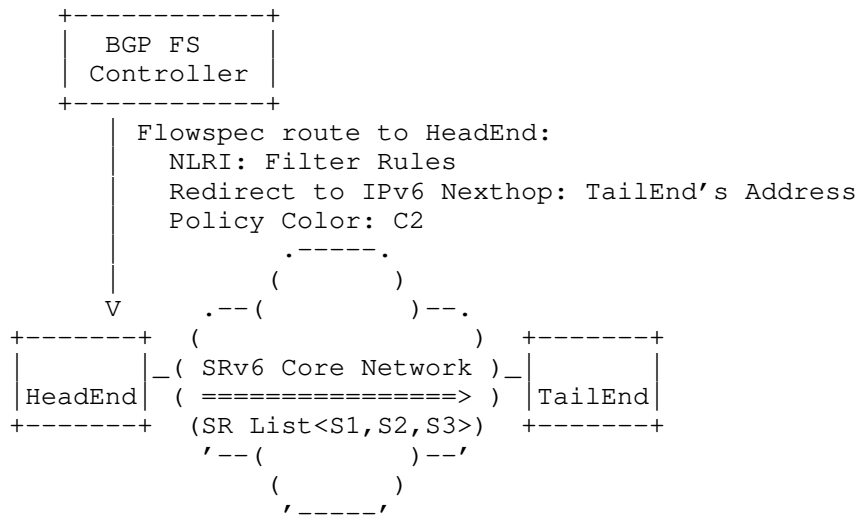 BGP FS
Controller
Flowspec route to HeadEnd:
NLRI: Filter Rules
Redirect to IPv6 Nexthop: TailEnd's Address
Policy Color: C2
SRv6 Core Network
HeadEnd
TailEnd
(SR List<S1,S2,S3>)